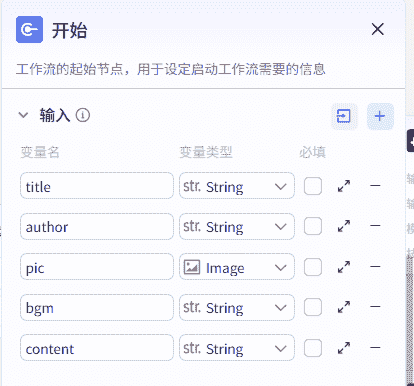 开始
工作流的起始节点，用于设定启动工作流需要的信息
输入
变量名 变量类型 必填
title str. String
author str. String
pic Image
bgm str. String
content str. String